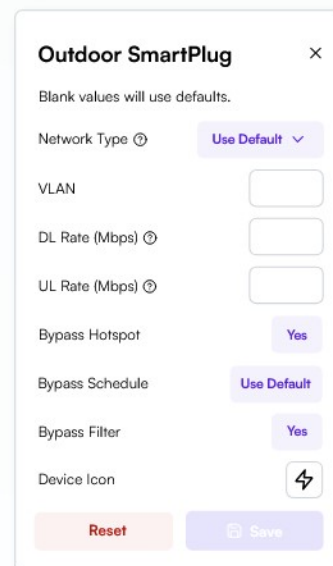 Outdoor SmartPlug
Blank values will use defaults.
Network Type Use Default
VLAN
DL Rate (Mbps)
UL Rate (Mbps)
Bypass Hotspot Yes
Bypass Schedule Use Default
Bypass Filter Yes
Device Icon
Reset Save